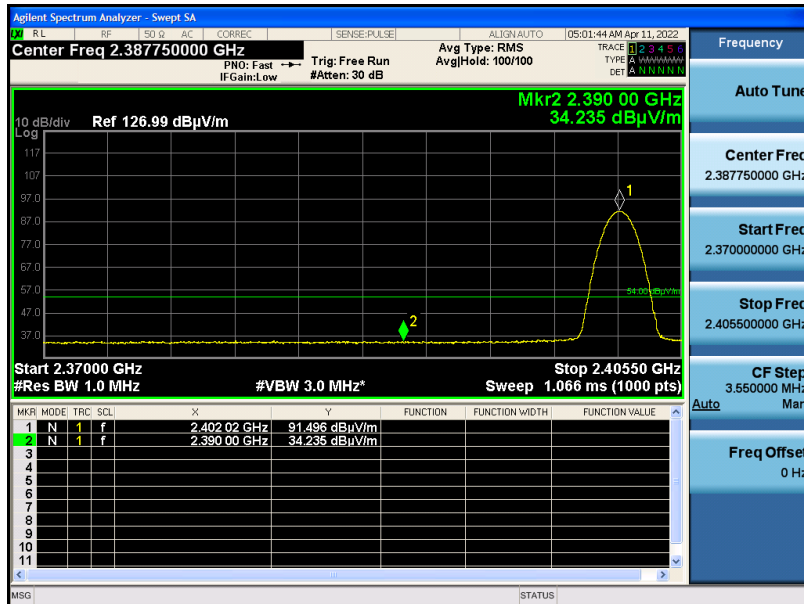 Agilent Spectrum Analyzer - Swept SA
LXI RL RF 50 Ω AC CORREC SENSE:PULSE ALIGN AUTO 05:01:44 AM Apr 11, 2022
Center Freq 2.387750000 GHz
PNO: Fast
IFGain:Low
Trig: Free Run
#Atten: 30 dB
Avg Type: RMS
Avg|Hold: 100/100
TRACE 1 2 3 4 5 6
TYPE A WWWWW
DET A N N N N N
Mkr2 2.390 00 GHz
34.235 dBµV/m
10 dB/div Ref 126.99 dBµV/m
Log
117
107
97.0
87.0
77.0
67.0
57.0
47.0
37.0
1
54.00 dBµV/m
2
Start 2.37000 GHz Stop 2.40550 GHz
#Res BW 1.0 MHz #VBW 3.0 MHz* Sweep 1.066 ms (1000 pts)
MKR MODE TRC SCL X Y FUNCTION FUNCTION WIDTH FUNCTION VALUE
1 N 1 f 2.402 02 GHz 91.496 dBµV/m
2 N 1 f 2.390 00 GHz 34.235 dBµV/m
3
4
5
6
7
8
9
10
11
MSG STATUS
Frequency
Auto Tune
Center Freq
2.387750000 GHz
Start Freq
2.370000000 GHz
Stop Freq
2.405500000 GHz
CF Step
3.550000 MHz
Auto Man
Freq Offset
0 Hz